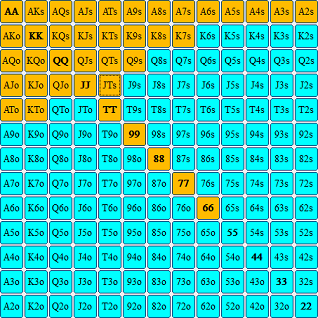 AA AKs AQs AJs ATs A9s A8s A7s A6s A5s A4s A3s A2s
AKo KK KQs KJs KTs K9s K8s K7s K6s K5s K4s K3s K2s
AQo KQo QQ QJs QTs Q9s Q8s Q7s Q6s Q5s Q4s Q3s Q2s
AJo KJo QJo JJ JTs J9s J8s J7s J6s J5s J4s J3s J2s
ATo KTo QTo JTo TT T9s T8s T7s T6s T5s T4s T3s T2s
A9o K9o Q9o J9o T9o 99 98s 97s 96s 95s 94s 93s 92s
A8o K8o Q8o J8o T8o 98o 88 87s 86s 85s 84s 83s 82s
A7o K7o Q7o J7o T7o 97o 87o 77 76s 75s 74s 73s 72s
A6o K6o Q6o J6o T6o 96o 86o 76o 66 65s 64s 63s 62s
A5o K5o Q5o J5o T5o 95o 85o 75o 65o 55 54s 53s 52s
A4o K4o Q4o J4o T4o 94o 84o 74o 64o 54o 44 43s 42s
A3o K3o Q3o J3o T3o 93o 83o 73o 63o 53o 43o 33 32s
A2o K2o Q2o J2o T2o 92o 82o 72o 62o 52o 42o 32o 22